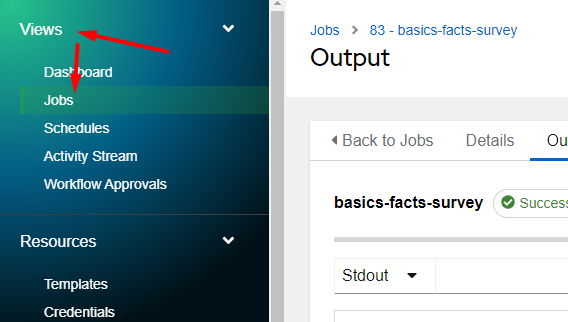 Views
Dashboard
Jobs
Schedules
Activity Stream
Workflow Approvals
Resources
Templates
Credentials
Jobs 83 - basics-facts-survey
Output
Back to Jobs Details Ou
basics-facts-survey Success
Stdout